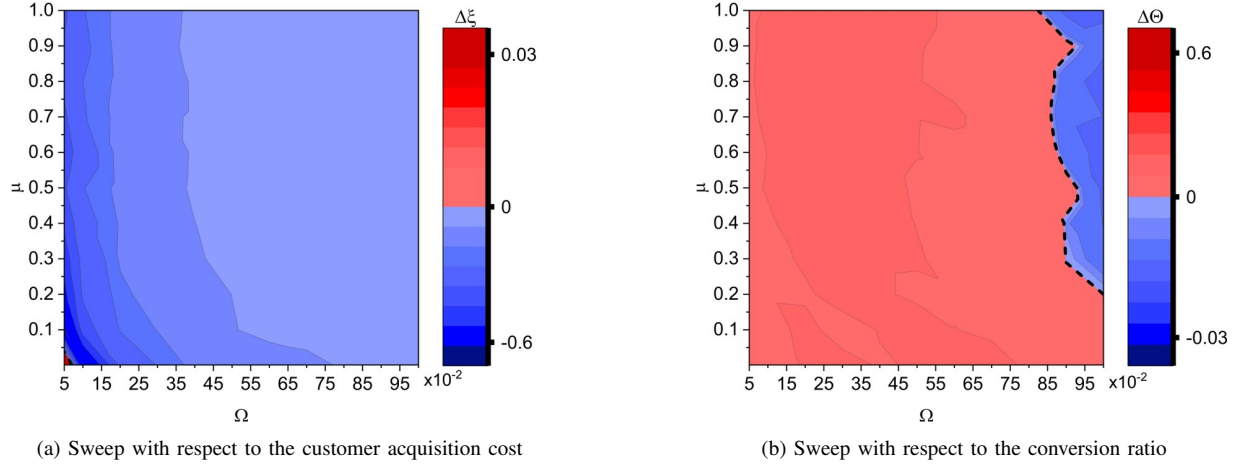 Δξ
1.0
0.9
0.8
0.7
0.6
0.5
0.4
0.3
0.2
0.1
μ
5 15 25 35 45 55 65 75 85 95 x10-2
Ω
0.03
0
-0.6
(a) Sweep with respect to the customer acquisition cost
ΔΘ
1.0
0.9
0.8
0.7
0.6
0.5
0.4
0.3
0.2
0.1
μ
5 15 25 35 45 55 65 75 85 95 x10-2
Ω
0.6
0
-0.03
(b) Sweep with respect to the conversion ratio